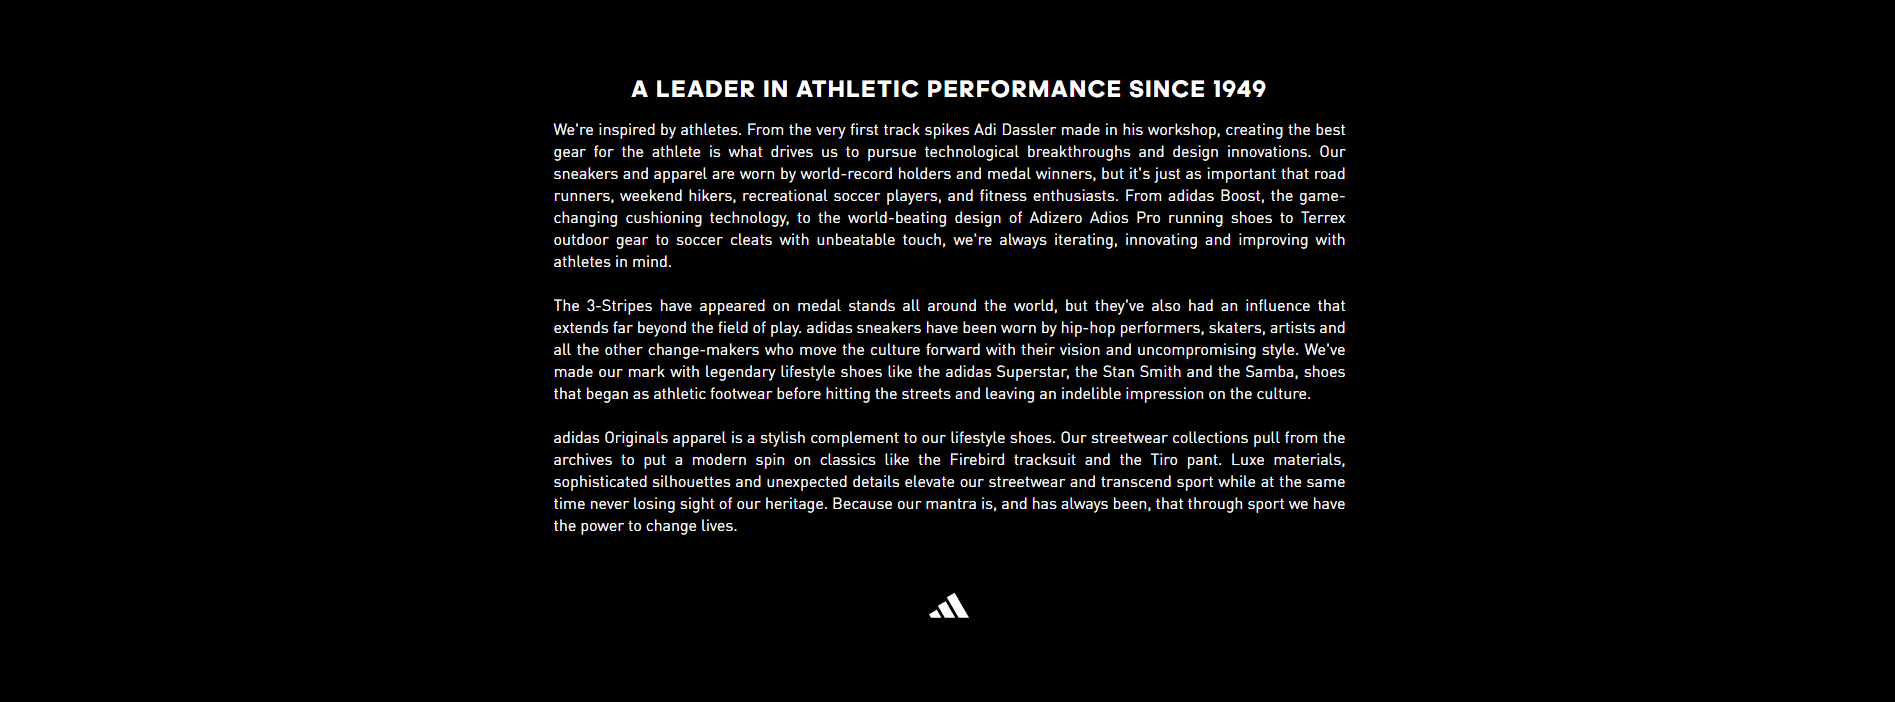 A LEADER IN ATHLETIC PERFORMANCE SINCE 1949
We're inspired by athletes. From the very first track spikes Adi Dassler made in his workshop, creating the best
gear for the athlete is what drives us to pursue technological breakthroughs and design innovations. Our
sneakers and apparel are worn by world-record holders and medal winners, but it's just as important that road
runners, weekend hikers, recreational soccer players, and fitness enthusiasts. From adidas Boost, the game-
changing cushioning technology, to the world-beating design of Adizero Adios Pro running shoes to Terrex
outdoor gear to soccer cleats with unbeatable touch, we're always iterating, innovating and improving with
athletes in mind.
The 3-Stripes have appeared on medal stands all around the world, but they've also had an influence that
extends far beyond the field of play. adidas sneakers have been worn by hip-hop performers, skaters, artists and
all the other change-makers who move the culture forward with their vision and uncompromising style. We've
made our mark with legendary lifestyle shoes like the adidas Superstar, the Stan Smith and the Samba, shoes
that began as athletic footwear before hitting the streets and leaving an indelible impression on the culture.
adidas Originals apparel is a stylish complement to our lifestyle shoes. Our streetwear collections pull from the
archives to put a modern spin on classics like the Firebird tracksuit and the Tiro pant. Luxe materials,
sophisticated silhouettes and unexpected details elevate our streetwear and transcend sport while at the same
time never losing sight of our heritage. Because our mantra is, and has always been, that through sport we have
the power to change lives.